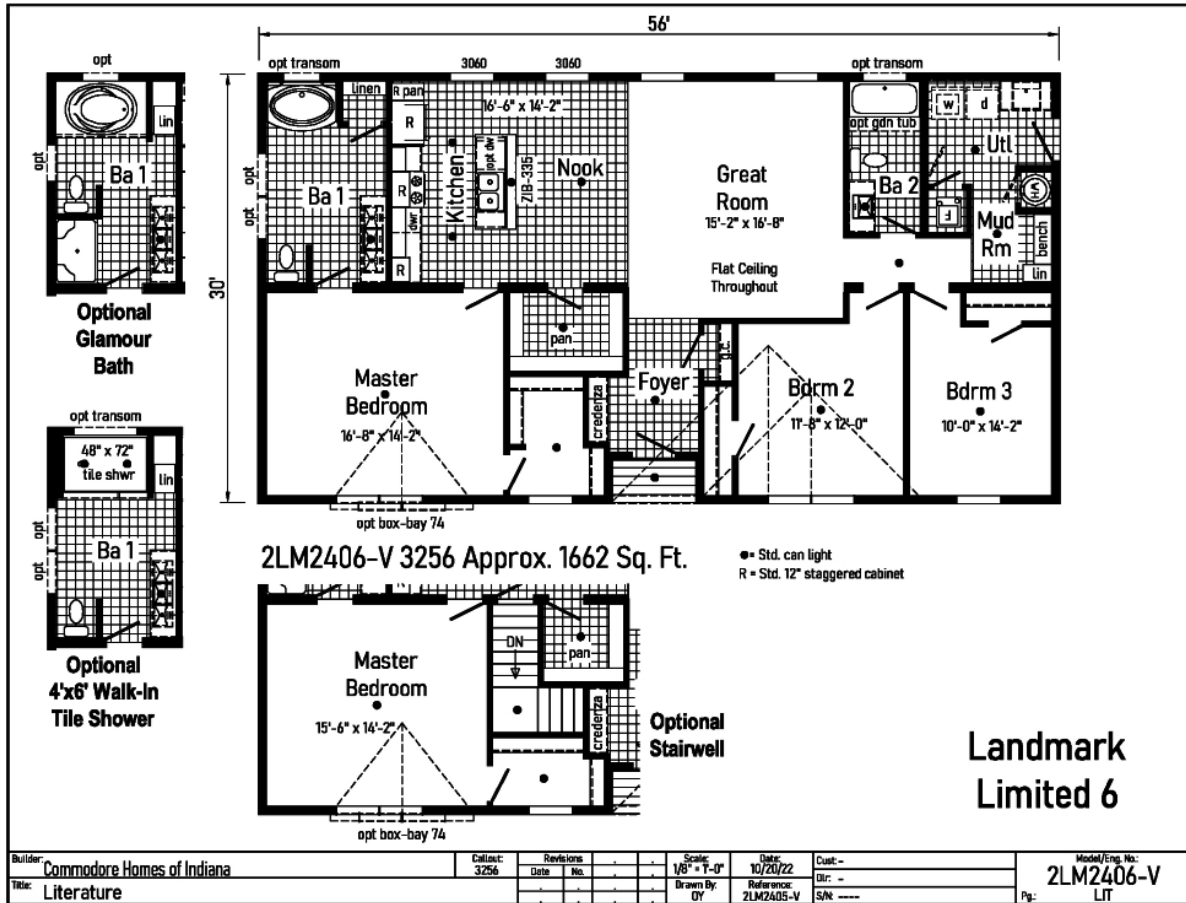 56'
30'
opt
lin
opt
Ba 1
Optional
Glamour
Bath
opt transom
48" x 72"
tile shwr
lin
opt
opt
Ba 1
Optional
4'x6' Walk-In
Tile Shower
opt transom
linen
opt
opt
Ba 1
R pan
R
R
dwr
R
3060
3060
16'-6" x 14'-2"
Kitchen
opt dw
ZIB-335
Nook
Great
Room
15'-2" x 16'-8"
Flat Ceiling
Throughout
opt transom
opt gdn tub
Ba 2
w
d
Utl
WH
F
Mud
Rm
bench
lin
Master
Bedroom
16'-8" x 14'-2"
opt box-bay 74
pan
credenza
Foyer
g.c.
Bdrm 2
11'-8" x 12'-0"
Bdrm 3
10'-0" x 14'-2"
2LM2406-V 3256 Approx. 1662 Sq. Ft.
●= Std. can light
R = Std. 12" staggered cabinet
Master
Bedroom
15'-6" x 14'-2"
opt box-bay 74
DN
pan
credenza
Optional
Stairwell
Landmark
Limited 6
Builder: Commodore Homes of Indiana
Title: Literature
Callout:
3256
Revisions
Date No.
Scale:
1/8" = 1'-0"
Drawn By:
OY
Date:
10/20/22
Reference:
2LM2405-V
Cust: -
Dlr: -
S/N: ----
Model/Eng. No.:
2LM2406-V
Pg.: LIT